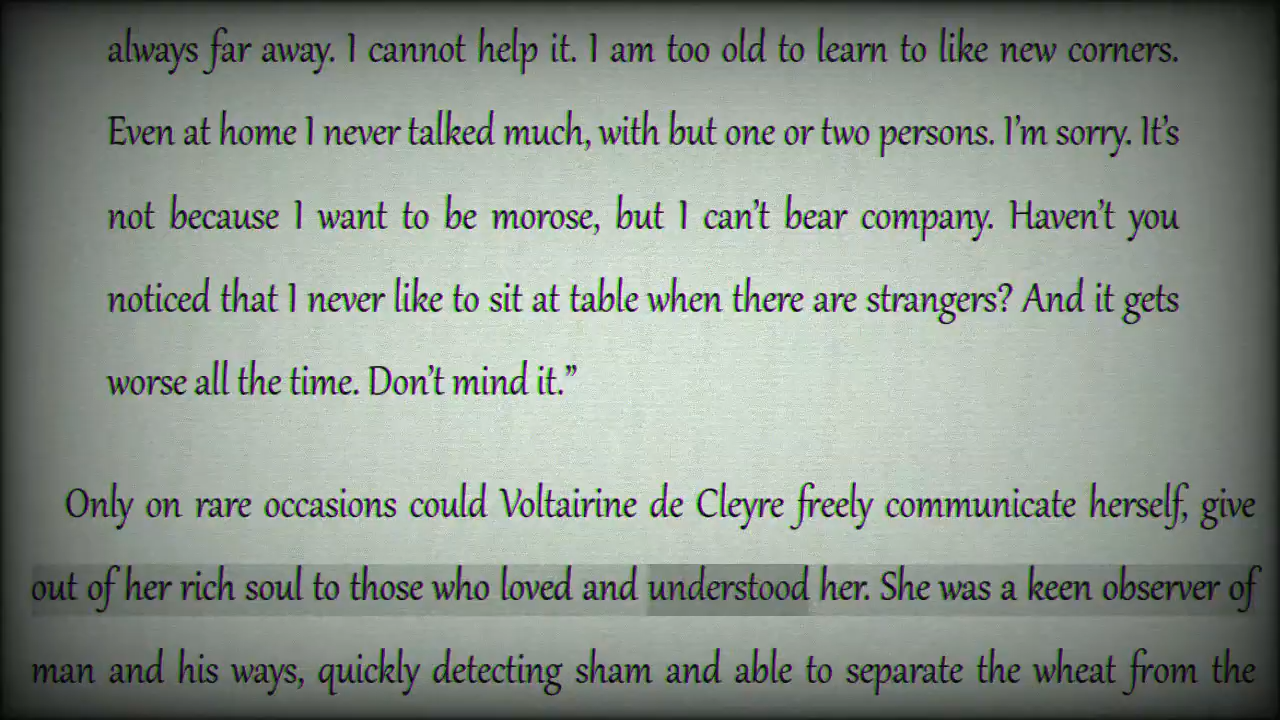 always far away. I cannot help it. I am too old to learn to like new corners.
Even at home I never talked much, with but one or two persons. I’m sorry. It’s
not because I want to be morose, but I can’t bear company. Haven’t you
noticed that I never like to sit at table when there are strangers? And it gets
worse all the time. Don’t mind it.”
Only on rare occasions could Voltairine de Cleyre freely communicate herself, give
out of her rich soul to those who loved and understood her. She was a keen observer of
man and his ways, quickly detecting sham and able to separate the wheat from the